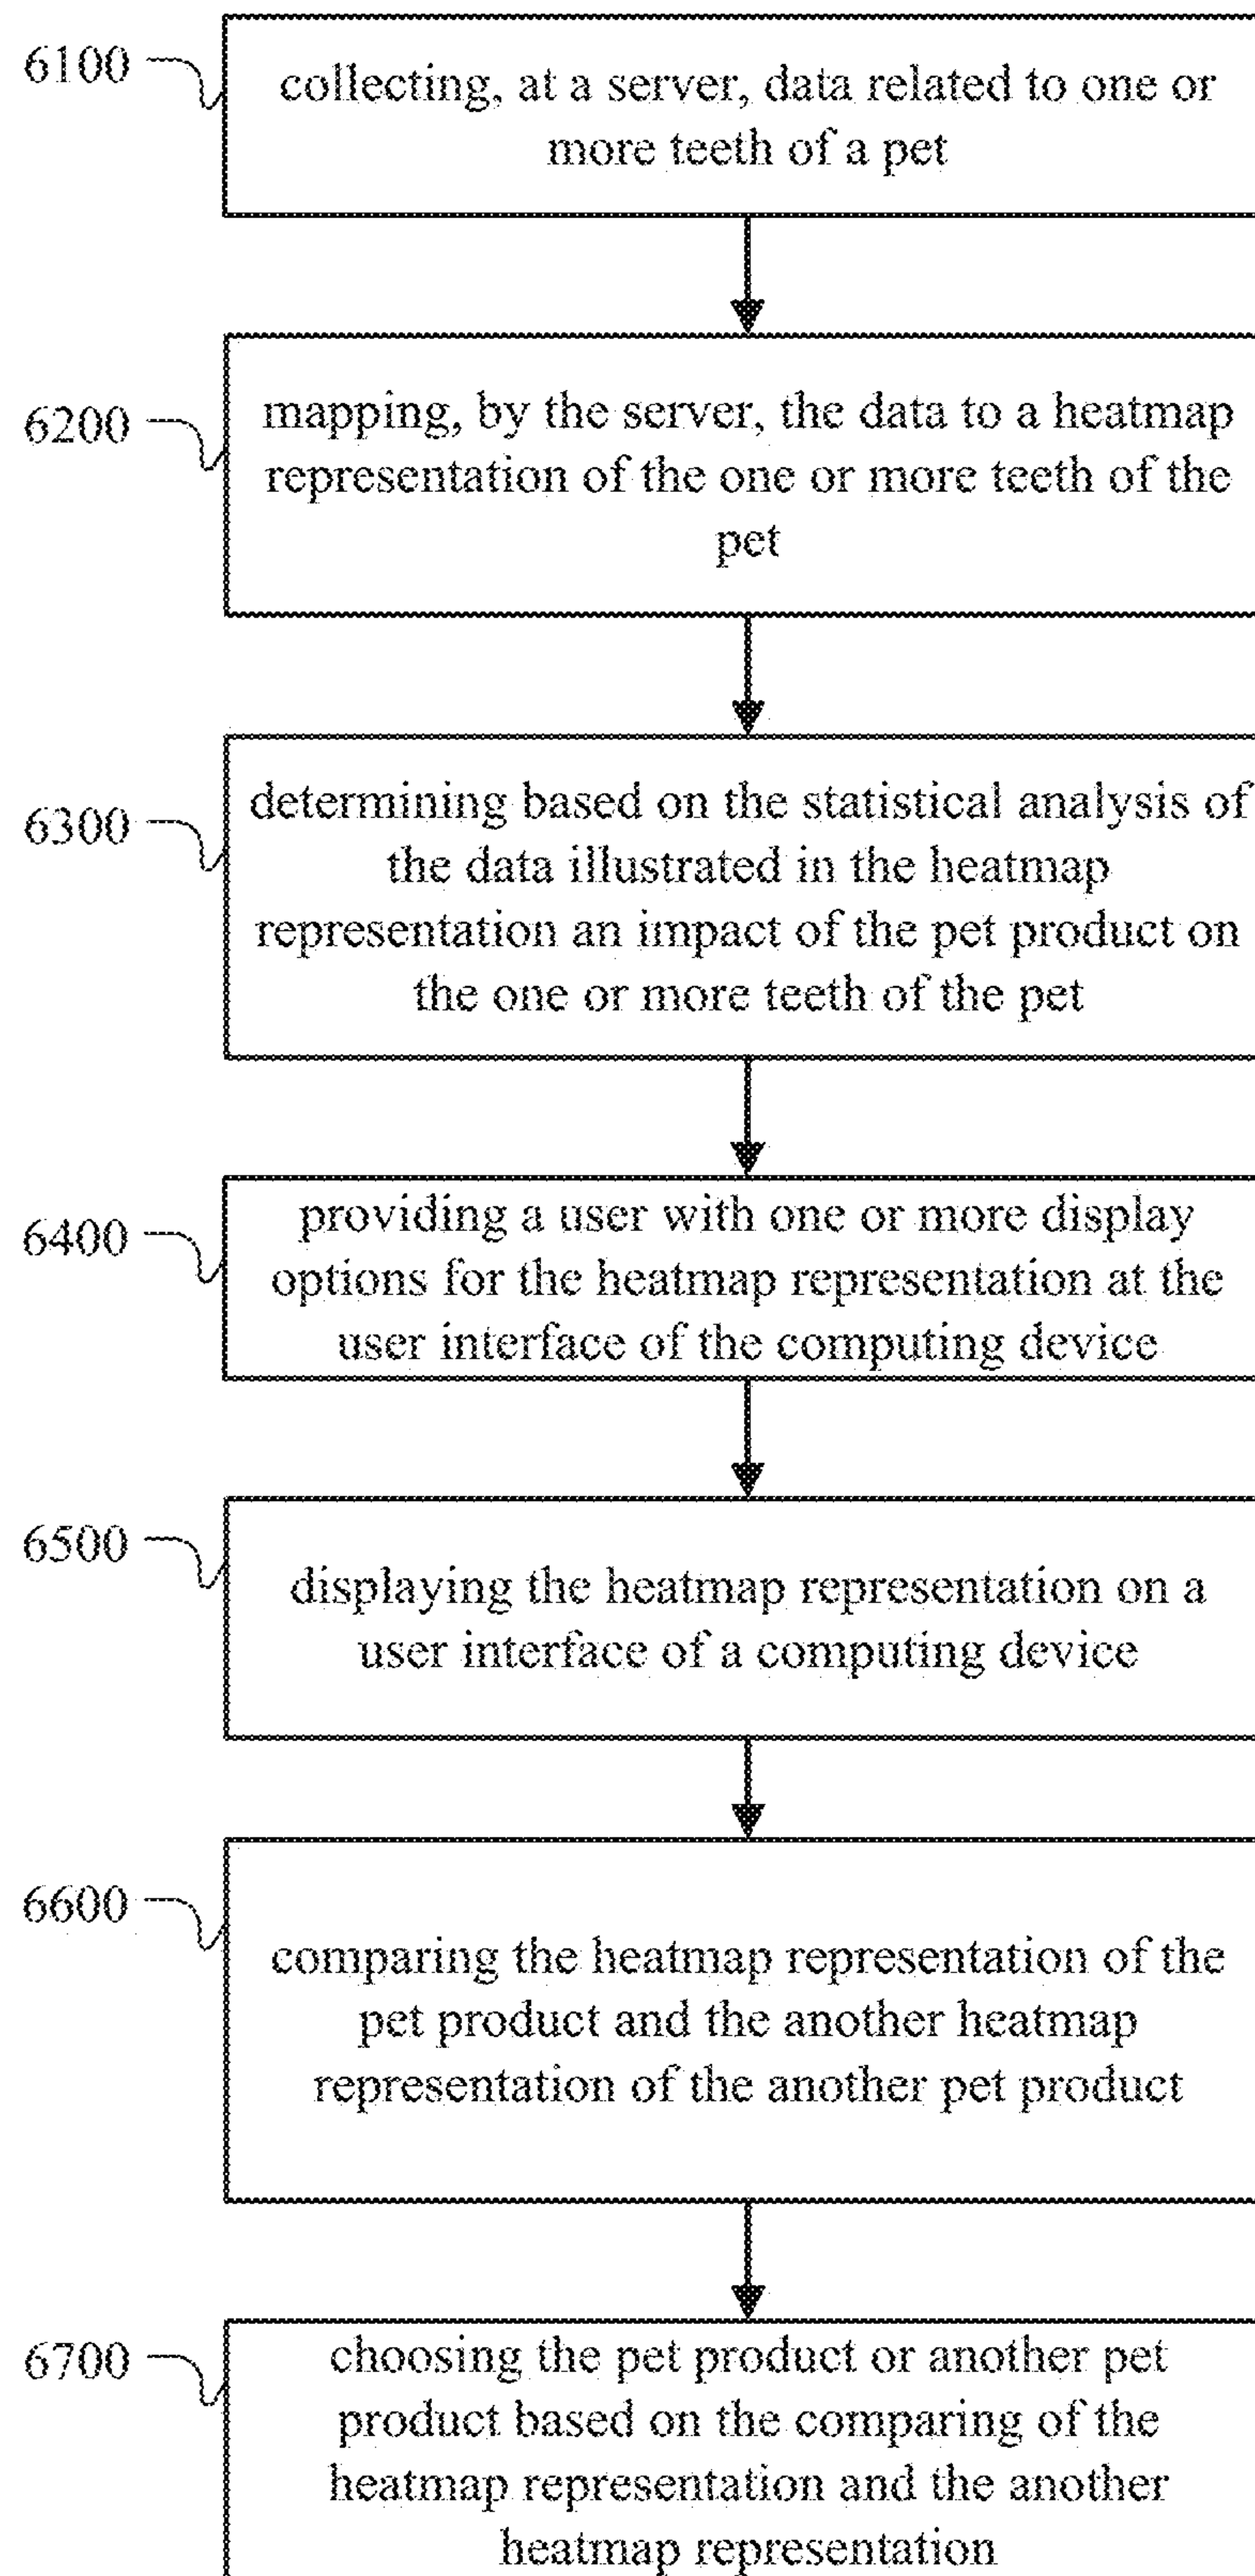 6100
collecting, at a server, data related to one or
more teeth of a pet
6200
mapping, by the server, the data to a heatmap
representation of the one or more teeth of the
pet
6300
determining based on the statistical analysis of
the data illustrated in the heatmap
representation an impact of the pet product on
the one or more teeth of the pet
6400
providing a user with one or more display
options for the heatmap representation at the
user interface of the computing device
6500
displaying the heatmap representation on a
user interface of a computing device
6600
comparing the heatmap representation of the
pet product and the another heatmap
representation of the another pet product
6700
choosing the pet product or another pet
product based on the comparing of the
heatmap representation and the another
heatmap representation